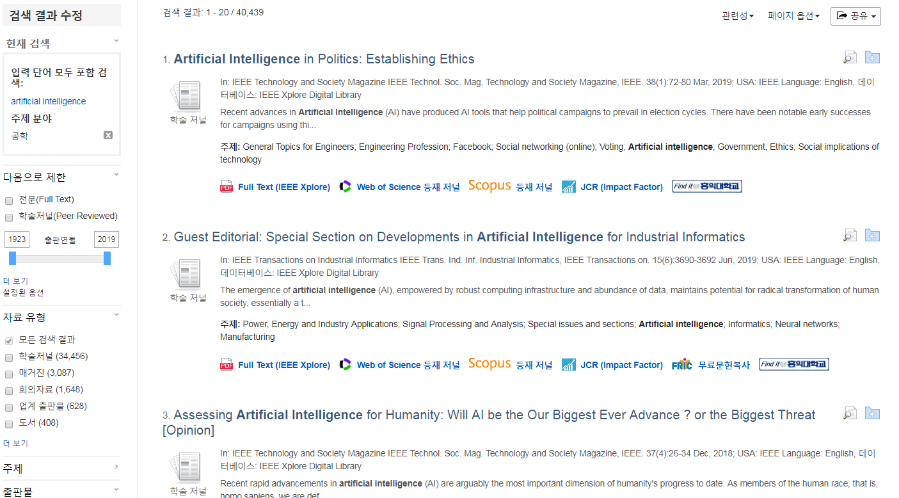 검색 결과 수정
현재 검색
입력 단어 모두 포함 검
색:
artificial intelligence
주제 분야
공학
다음으로 제한
전문(Full Text)
학술저널(Peer Reviewed)
1923 출판연월 2019
더 보기
설정된 옵션
자료 유형
모든 검색 결과
학술저널 (34,456)
매거진 (3,087)
회의자료 (1,648)
업계 출판물 (628)
도서 (408)
더 보기
주제
출판물
검색 결과: 1 - 20 / 40,439
관련성 페이지 옵션 공유
1. Artificial Intelligence in Politics: Establishing Ethics
학술 저널
In: IEEE Technology and Society Magazine IEEE Technol. Soc. Mag. Technology and Society Magazine, IEEE. 38(1):72-80 Mar, 2019; USA: IEEE Language: English, 데이
터베이스: IEEE Xplore Digital Library
Recent advances in Artificial Intelligence (AI) have produced AI tools that help political campaigns to prevail in election cycles. There have been notable early successes
for campaigns using thi...
주제: General Topics for Engineers; Engineering Profession; Facebook; Social networking (online); Voting; Artificial intelligence; Government; Ethics; Social implications of
technology
PDF Full Text (IEEE Xplore) Web of Science 등재 저널 Scopus 등재 저널 JCR (Impact Factor) Find it@ 홍익대학교
2. Guest Editorial: Special Section on Developments in Artificial Intelligence for Industrial Informatics
학술 저널
In: IEEE Transactions on Industrial Informatics IEEE Trans. Ind. Inf. Industrial Informatics, IEEE Transactions on. 15(6):3690-3692 Jun, 2019; USA: IEEE Language: English,
데이터베이스: IEEE Xplore Digital Library
The emergence of artificial intelligence (AI), empowered by robust computing infrastructure and abundance of data, maintains potential for radical transformation of human
society, essentially a t...
주제: Power, Energy and Industry Applications; Signal Processing and Analysis; Special issues and sections; Artificial intelligence; Informatics; Neural networks;
Manufacturing
PDF Full Text (IEEE Xplore) Web of Science 등재 저널 Scopus 등재 저널 JCR (Impact Factor) FRIC 무료문헌복사 Find it@ 홍익대학교
3. Assessing Artificial Intelligence for Humanity: Will AI be the Our Biggest Ever Advance ? or the Biggest Threat
[Opinion]
학술 저널
In: IEEE Technology and Society Magazine IEEE Technol. Soc. Mag. Technology and Society Magazine, IEEE. 37(4):26-34 Dec, 2018; USA: IEEE Language: English, 데
이터베이스: IEEE Xplore Digital Library
Recent rapid advancements in artificial intelligence (AI) are arguably the most important dimension of humanity's progress to date. As members of the human race, that is,
homo sapiens, we are def